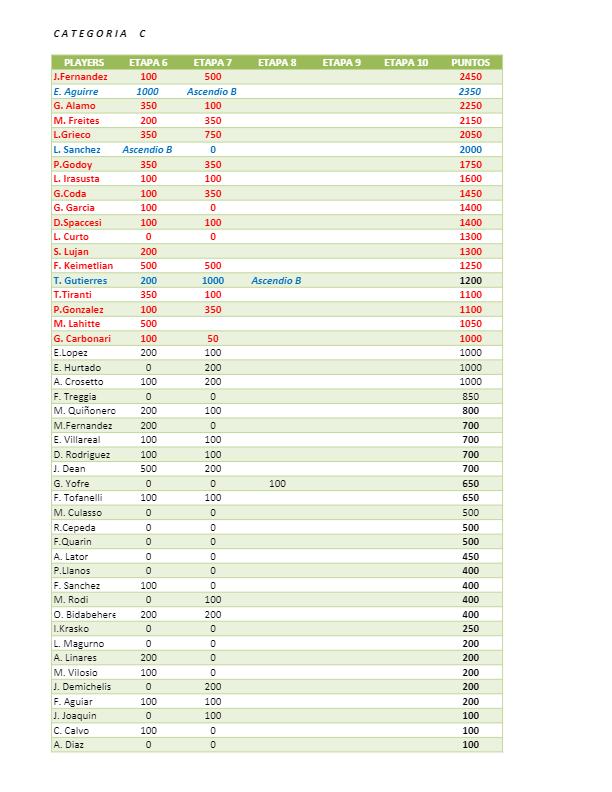 CATEGORIA C
PLAYERS ETAPA 6 ETAPA 7 ETAPA 8 ETAPA 9 ETAPA 10 PUNTOS
J.Fernandez 100 500 2450
E. Aguirre 1000 Ascendio B 2350
G. Alamo 350 100 2250
M. Freites 200 350 2150
L.Grieco 350 750 2050
L. Sanchez Ascendio B 0 2000
P.Godoy 350 350 1750
L. Irasusta 100 100 1600
G.Coda 100 350 1450
G. Garcia 100 0 1400
D.Spaccesi 100 100 1400
L. Curto 0 0 1300
S. Lujan 200 1300
F. Keimetlian 500 500 1250
T. Gutierres 200 1000 Ascendio B 1200
T.Tiranti 350 100 1100
P.Gonzalez 100 350 1100
M. Lahitte 500 1050
G. Carbonari 100 50 1000
E.Lopez 200 100 1000
E. Hurtado 0 200 1000
A. Crosetto 100 200 1000
F. Treggia 0 0 850
M. Quiñonero 200 100 800
M.Fernandez 200 0 700
E. Villareal 100 100 700
D. Rodriguez 100 100 700
J. Dean 500 200 700
G. Yofre 0 0 100 650
F. Tofanelli 100 100 650
M. Culasso 0 0 500
R.Cepeda 0 0 500
F.Quarin 0 0 500
A. Lator 0 0 450
P.Llanos 0 0 400
F. Sanchez 100 0 400
M. Rodi 0 100 400
O. Bidabehere 200 200 400
I.Krasko 0 0 250
L. Magurno 0 0 200
A. Linares 200 0 200
M. Vilosio 100 0 200
J. Demichelis 0 200 200
F. Aguiar 100 100 200
J. Joaquin 0 100 100
C. Calvo 100 0 100
A. Diaz 0 0 100